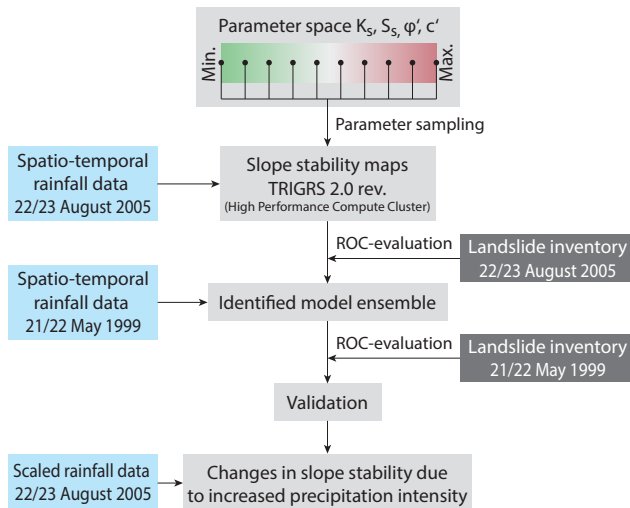 Parameter space Ks, Ss, φ‘, c‘
Min.
Max.
Parameter sampling
Spatio-temporal
rainfall data
22/23 August 2005
Slope stability maps
TRIGRS 2.0 rev.
(High Performance Compute Cluster)
ROC-evaluation
Landslide inventory
22/23 August 2005
Spatio-temporal
rainfall data
21/22 May 1999
Identified model ensemble
ROC-evaluation
Landslide inventory
21/22 May 1999
Validation
Scaled rainfall data
22/23 August 2005
Changes in slope stability due
to increased precipitation intensity